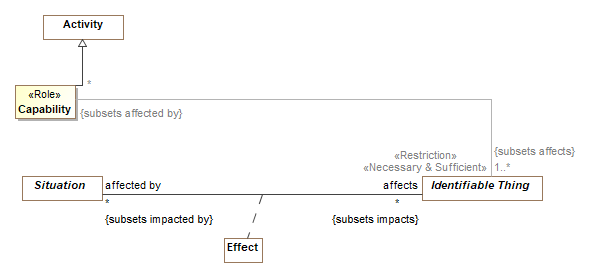 Activity
*
«Role»
Capability
{subsets affected by}
«Restriction»
{subsets affects}
«Necessary & Sufficient»
1..*
Situation
affected by
affects
Identifiable Thing
*
*
{subsets impacted by}
{subsets impacts}
Effect